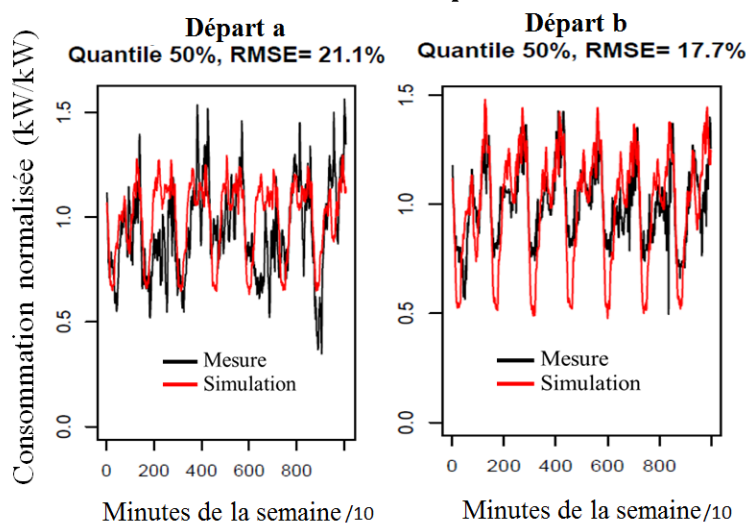 Départ a
Quantile 50%, RMSE= 21.1%
Départ b
Quantile 50%, RMSE= 17.7%
Consommation normalisée (kW/kW)
1.5
1.0
0.5
0.0
Mesure
Simulation
0 200 400 600 800
Minutes de la semaine/10
1.5
1.0
0.5
0.0
Mesure
Simulation
0 200 400 600 800
Minutes de la semaine/10